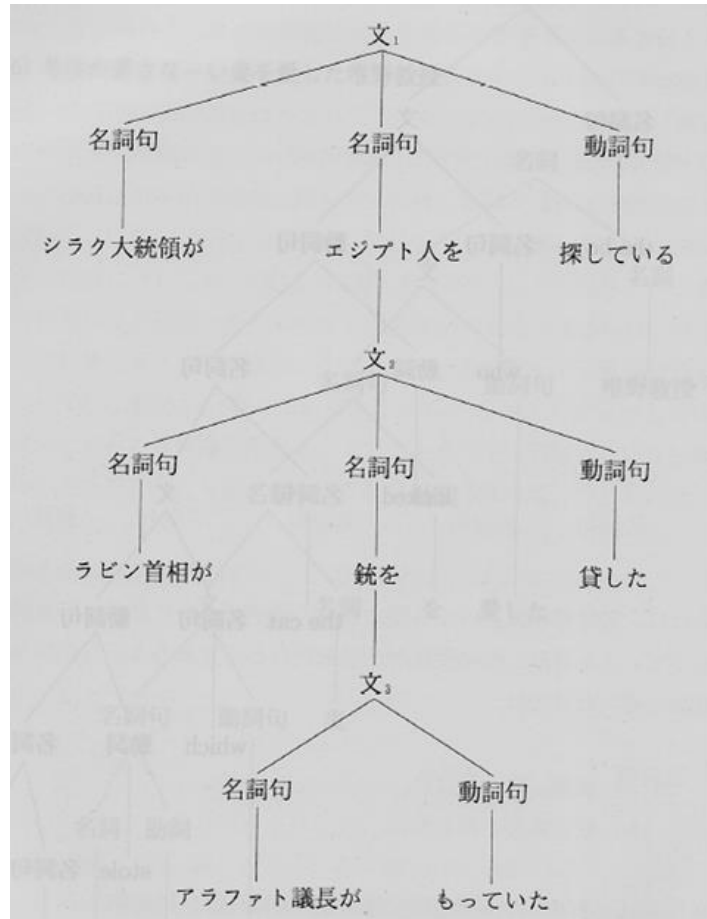 文₁
名詞句 名詞句 動詞句
シラク大統領が エジプト人を 探している
文₂
名詞句 名詞句 動詞句
ラビン首相が 銃を 貸した
文₃
名詞句 動詞句
アラファト議長が もっていた